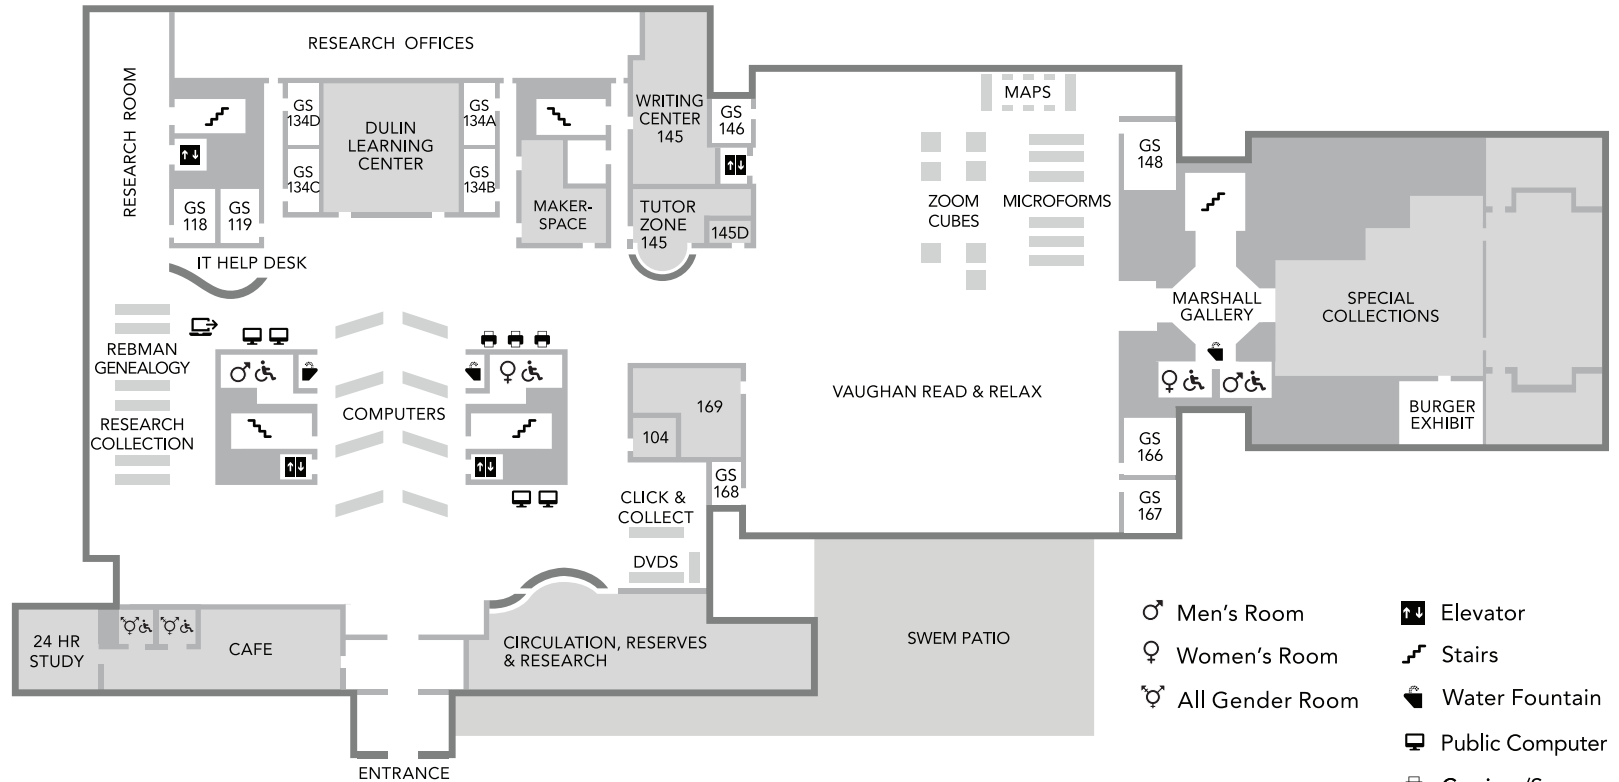 RESEARCH OFFICES
RESEARCH ROOM
GS
134D
GS
134C
DULIN
LEARNING
CENTER
GS
134A
GS
134B
WRITING
CENTER
145
GS
146
MAPS
GS
148
GS
118
GS
119
MAKER-
SPACE
TUTOR
ZONE
145
145D
ZOOM
CUBES
MICROFORMS
IT HELP DESK
MARSHALL
GALLERY
SPECIAL
COLLECTIONS
REBMAN
GENEALOGY
RESEARCH
COLLECTION
COMPUTERS
169
104
VAUGHAN READ & RELAX
BURGER
EXHIBIT
GS
166
GS
167
GS
168
CLICK &
COLLECT
DVDS
24 HR
STUDY
CAFE
CIRCULATION, RESERVES
& RESEARCH
SWEM PATIO
ENTRANCE
Men's Room
Women's Room
All Gender Room
Elevator
Stairs
Water Fountain
Public Computer